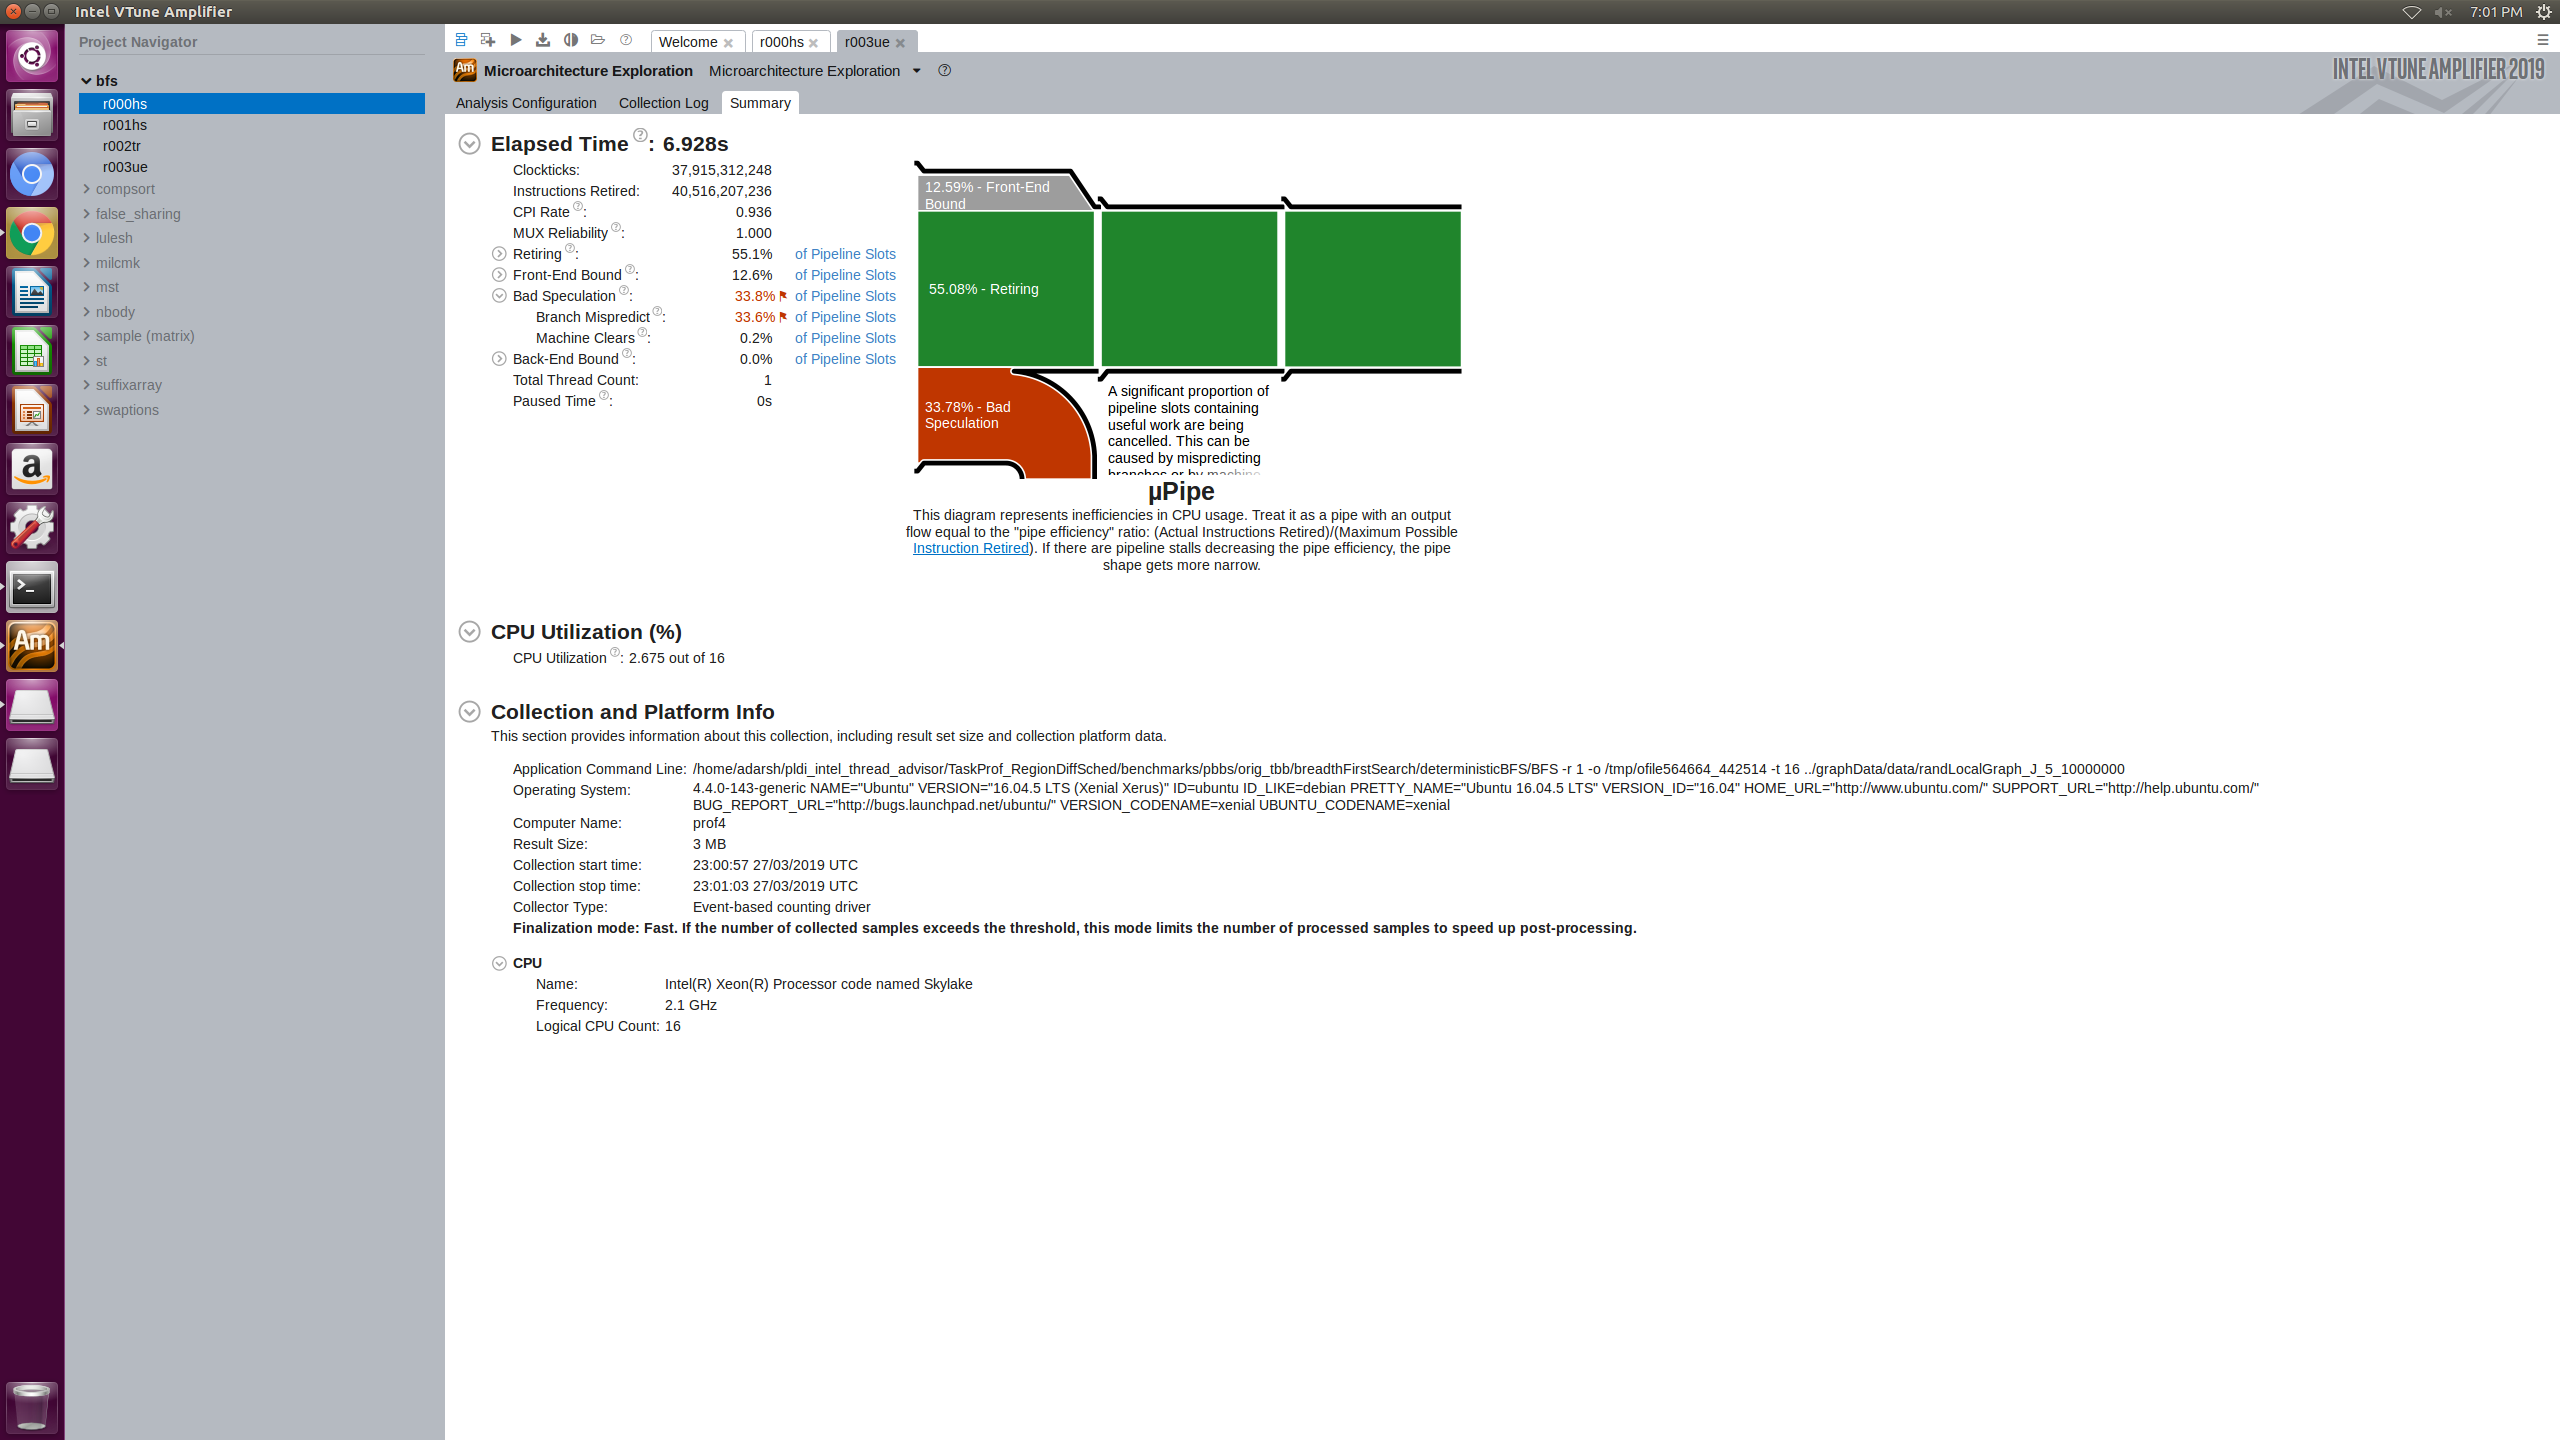 Intel VTune Amplifier
7:01 PM
Project Navigator
bfs
r000hs
r001hs
r002tr
r003ue
compsort
false_sharing
lulesh
milcmk
mst
nbody
sample (matrix)
st
suffixarray
swaptions
Welcome
r000hs
r003ue
Am
Microarchitecture Exploration Microarchitecture Exploration
INTEL VTUNE AMPLIFIER 2019
Analysis Configuration Collection Log Summary
Elapsed Time: 6.928s
Clockticks: 37,915,312,248
Instructions Retired: 40,516,207,236
CPI Rate: 0.936
MUX Reliability: 1.000
Retiring: 55.1% of Pipeline Slots
Front-End Bound: 12.6% of Pipeline Slots
Bad Speculation: 33.8% of Pipeline Slots
Branch Mispredict: 33.6% of Pipeline Slots
Machine Clears: 0.2% of Pipeline Slots
Back-End Bound: 0.0% of Pipeline Slots
Total Thread Count: 1
Paused Time: 0s
12.59% - Front-End
Bound
55.08% - Retiring
33.78% - Bad
Speculation
A significant proportion of
pipeline slots containing
useful work are being
cancelled. This can be
caused by mispredicting
branches or by machine
µPipe
This diagram represents inefficiencies in CPU usage. Treat it as a pipe with an output
flow equal to the "pipe efficiency" ratio: (Actual Instructions Retired)/(Maximum Possible
Instruction Retired). If there are pipeline stalls decreasing the pipe efficiency, the pipe
shape gets more narrow.
CPU Utilization (%)
CPU Utilization: 2.675 out of 16
Collection and Platform Info
This section provides information about this collection, including result set size and collection platform data.
Application Command Line: /home/adarsh/pldi_intel_thread_advisor/TaskProf_RegionDiffSched/benchmarks/pbbs/orig_tbb/breadthFirstSearch/deterministicBFS/BFS -r 1 -o /tmp/ofile564664_442514 -t 16 ../graphData/data/randLocalGraph_J_5_10000000
Operating System: 4.4.0-143-generic NAME="Ubuntu" VERSION="16.04.5 LTS (Xenial Xerus)" ID=ubuntu ID_LIKE=debian PRETTY_NAME="Ubuntu 16.04.5 LTS" VERSION_ID="16.04" HOME_URL="http://www.ubuntu.com/" SUPPORT_URL="http://help.ubuntu.com/"
BUG_REPORT_URL="http://bugs.launchpad.net/ubuntu/" VERSION_CODENAME=xenial UBUNTU_CODENAME=xenial
Computer Name: prof4
Result Size: 3 MB
Collection start time: 23:00:57 27/03/2019 UTC
Collection stop time: 23:01:03 27/03/2019 UTC
Collector Type: Event-based counting driver
Finalization mode: Fast. If the number of collected samples exceeds the threshold, this mode limits the number of processed samples to speed up post-processing.
CPU
Name: Intel(R) Xeon(R) Processor code named Skylake
Frequency: 2.1 GHz
Logical CPU Count: 16
a
>_
Am